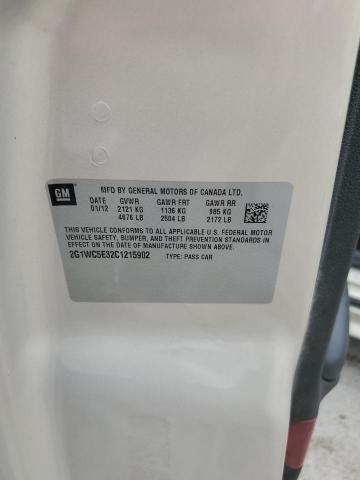 GM
MFD BY GENERAL MOTORS OF CANADA LTD.
DATE GVWR GAWR FRT GAWR RR
01/12 2121 KG 1136 KG 985 KG
4676 LB 2504 LB 2172 LB
THIS VEHICLE CONFORMS TO ALL APPLICABLE U.S. FEDERAL MOTOR
VEHICLE SAFETY, BUMPER, AND THEFT PREVENTION STANDARDS IN
EFFECT ON THE DATE OF MANUFACTURE SHOWN ABOVE.
2G1WC5E32C1215902 TYPE: PASS CAR